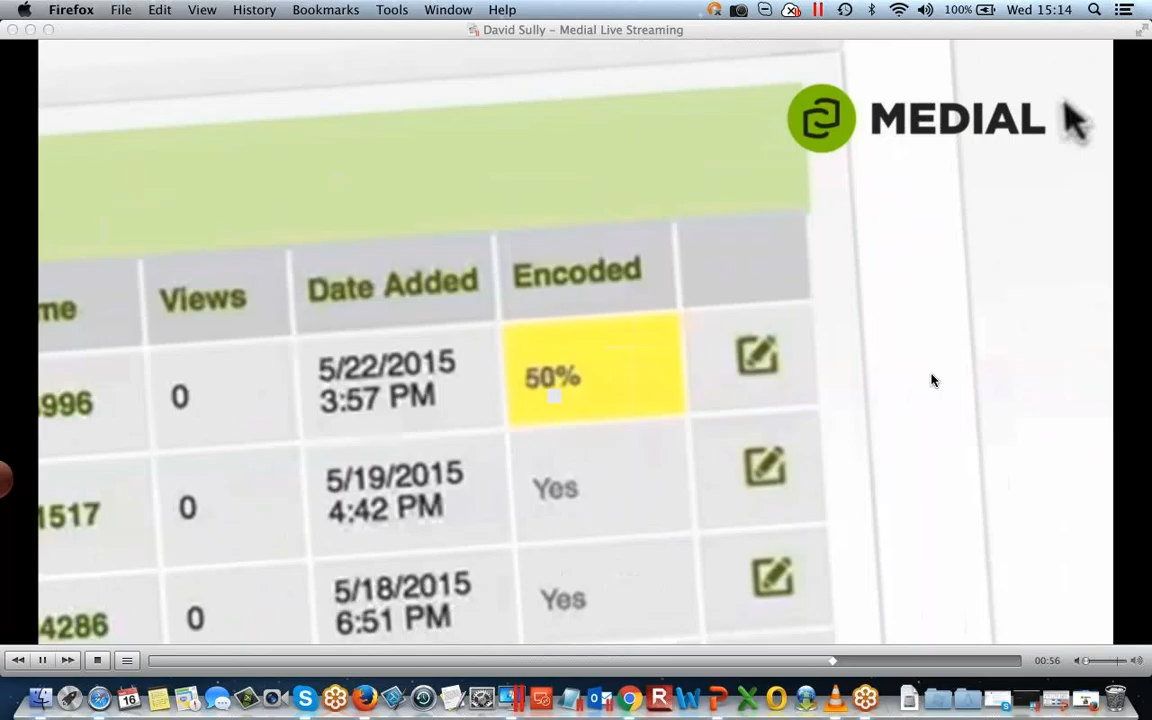 Firefox File Edit View History Bookmarks Tools Window Help 100% Wed 15:14
David Sully – Medial Live Streaming
MEDIAL
me Views Date Added Encoded
996 0 5/22/2015 3:57 PM 50%
1517 0 5/19/2015 4:42 PM Yes
4286 0 5/18/2015 6:51 PM Yes
00:56